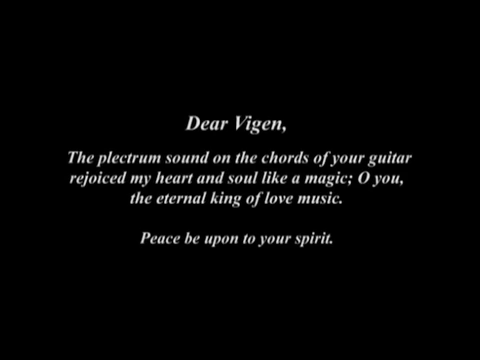 Dear Vigen,
The plectrum sound on the chords of your guitar
rejoiced my heart and soul like a magic; O you,
the eternal king of love music.
Peace be upon to your spirit.